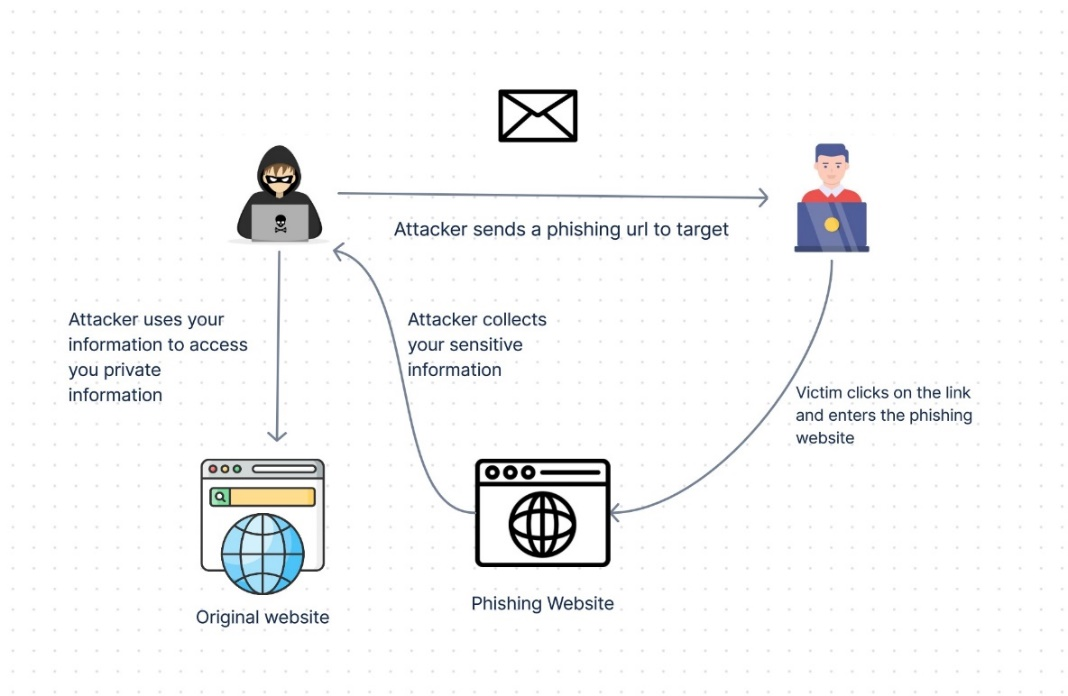 Attacker sends a phishing url to target
Attacker uses your
information to access
you private
information
Attacker collects
your sensitive
information
Victim clicks on the link
and enters the phishing
website
Original website
Phishing Website